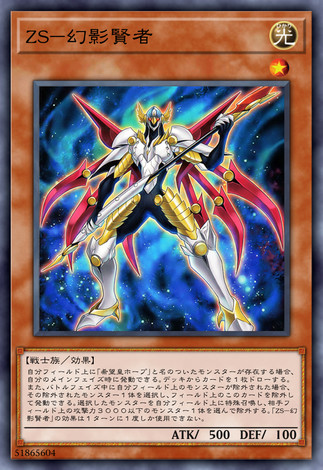 ZS－幻影賢者
光
【戦士族／効果】
自分フィールド上に「希望皇ホープ」と名のついたモンスターが存在する場合、
自分のメインフェイズ時に発動できる。デッキからカードを１枚ドローする。
また、バトルフェイズ中に自分フィールド上のモンスターが除外された場合、
その除外されたモンスター１体を選択し、フィールド上のこのカードを除外し
て発動できる。選択したモンスターを自分フィールド上に特殊召喚し、相手フ
ィールド上の攻撃力３０００以下のモンスター１体を選んで除外する。「ZS－幻
影賢者」の効果は１ターンに１度しか使用できない。
ATK/ 500 DEF/ 100
51865604